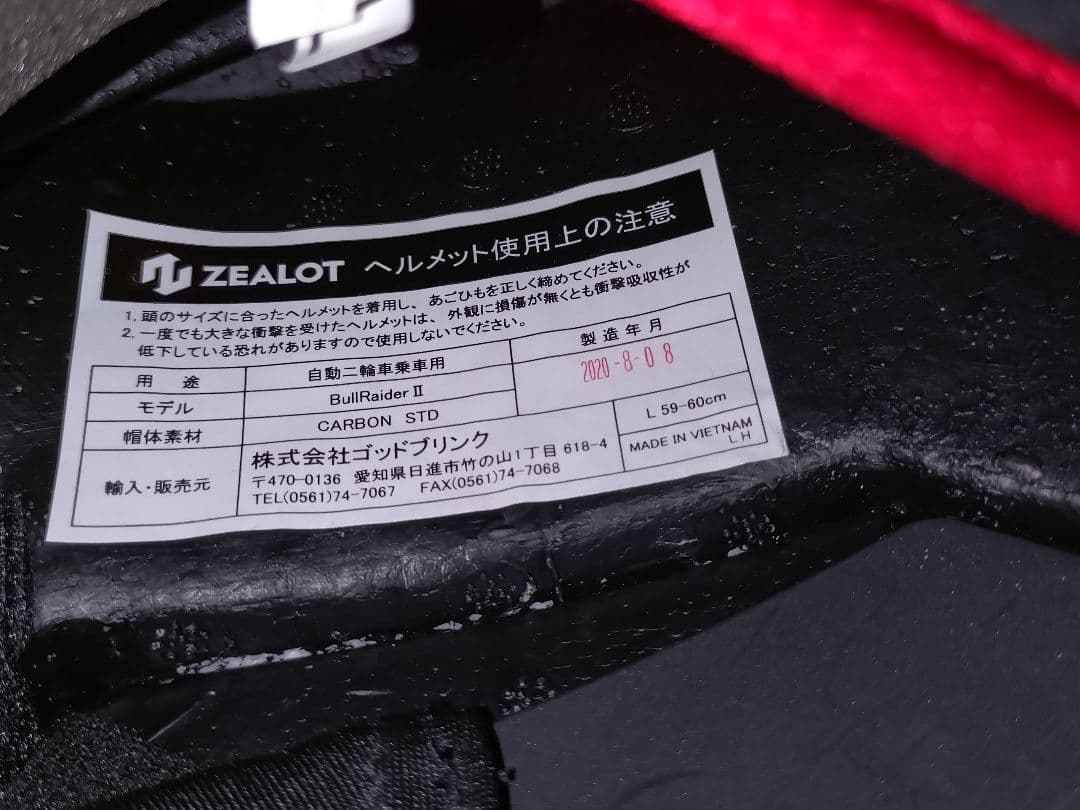 ZEALOT ヘルメット使用上の注意
1. 頭のサイズに合ったヘルメットを着用し、あごひもを正しく締めてください。
2. 一度でも大きな衝撃を受けたヘルメットは、外観に損傷が無くとも衝撃吸収性が
低下している恐れがありますので使用しないでください。
用 途 自動二輪車乗車用 製造年月
モデル BullRaider II 2020-8-08
帽体素材 CARBON STD
輸入・販売元 株式会社ゴッドブリンク L 59-60cm
〒470-0136 愛知県日進市竹の山1丁目 618-4 MADE IN VIETNAM
TEL(0561)74-7067 FAX(0561)74-7068 L H